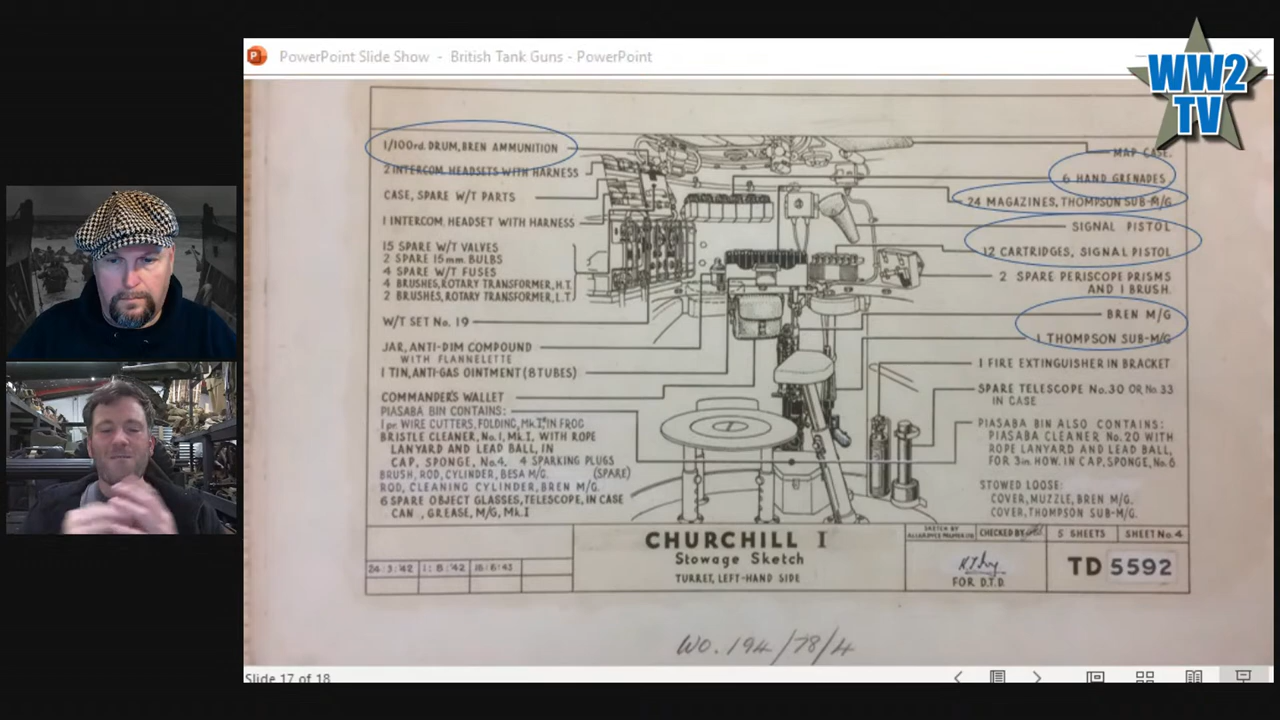 PowerPoint Slide Show - British Tank Guns - PowerPoint
WW2
TV
1/100rd. DRUM, BREN AMMUNITION
2 INTERCOM. HEADSETS WITH HARNESS
CASE, SPARE W/T PARTS
1 INTERCOM. HEADSET WITH HARNESS
15 SPARE W/T VALVES
2 SPARE 15mm. BULBS
4 SPARE W/T FUSES
4 BRUSHES, ROTARY TRANSFORMER, H.T.
2 BRUSHES, ROTARY TRANSFORMER, L.T.
W/T SET No. 19
JAR, ANTI-DIM COMPOUND
WITH FLANNELETTE
1 TIN, ANTI-GAS OINTMENT (8 TUBES)
COMMANDER'S WALLET
PIASABA BIN CONTAINS:
1 pr. WIRE CUTTERS, FOLDING, Mk.I, IN FROG
BRISTLE CLEANER, No.1, Mk.I, WITH ROPE
LANYARD AND LEAD BALL, IN
CAP, SPONGE, No.4. 4 SPARKING PLUGS
BRUSH, ROD, CYLINDER, BESA M/G. (SPARE)
ROD, CLEANING CYLINDER, BREN M/G.
6 SPARE OBJECT GLASSES, TELESCOPE, IN CASE
CAN, GREASE, M/G, Mk.I
MAP CASE.
6 HAND GRENADES
24 MAGAZINES, THOMPSON SUB-M/G
SIGNAL PISTOL
12 CARTRIDGES, SIGNAL PISTOL
2 SPARE PERISCOPE PRISMS
AND 1 BRUSH.
BREN M/G
1 THOMPSON SUB-M/G
1 FIRE EXTINGUISHER IN BRACKET
SPARE TELESCOPE No.30 OR No.33
IN CASE
PIASABA BIN ALSO CONTAINS:
PIASABA CLEANER No.20 WITH
ROPE LANYARD AND LEAD BALL,
FOR 3in. HOW. IN CAP, SPONGE, No.6
STOWED LOOSE:
COVER, MUZZLE, BREN M/G.
COVER, THOMPSON SUB-M/G.
CHURCHILL I
Stowage Sketch
TURRET, LEFT-HAND SIDE
24:3:'42 1:8:'42 16:6:43
SKETCH BY
CHECKED BY
5 SHEETS
SHEET No. 4
FOR D.T.D.
TD 5592
WO. 194/78/4
Slide 17 of 18